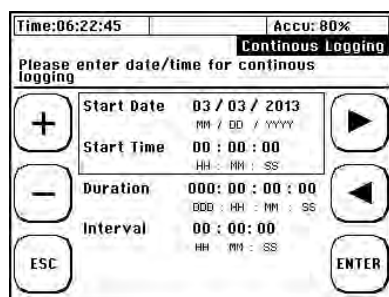 Time:06:22:45 Accu: 80%
Continous Logging
Please enter date/time for continous
logging
+
Start Date 03 / 03 / 2013
MM / DD / YYYY
Start Time 00 : 00 : 00
HH : MM : SS
−
Duration 000: 00 : 00 : 00
DDD : HH : MM : SS
Interval 00 : 00: 00
HH MM : SS
ESC
ENTER